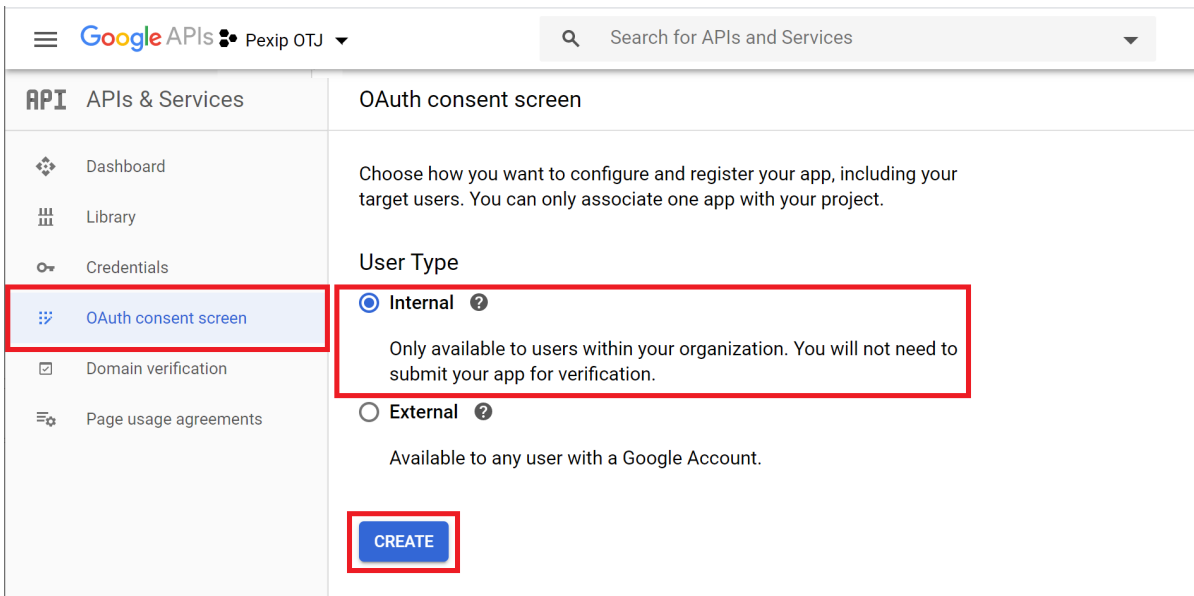 Google APIs Pexip OTJ Search for APIs and Services
API APIs & Services
Dashboard
Library
Credentials
OAuth consent screen
Domain verification
Page usage agreements
OAuth consent screen
Choose how you want to configure and register your app, including your
target users. You can only associate one app with your project.
User Type
Internal ?
Only available to users within your organization. You will not need to
submit your app for verification.
External ?
Available to any user with a Google Account.
CREATE